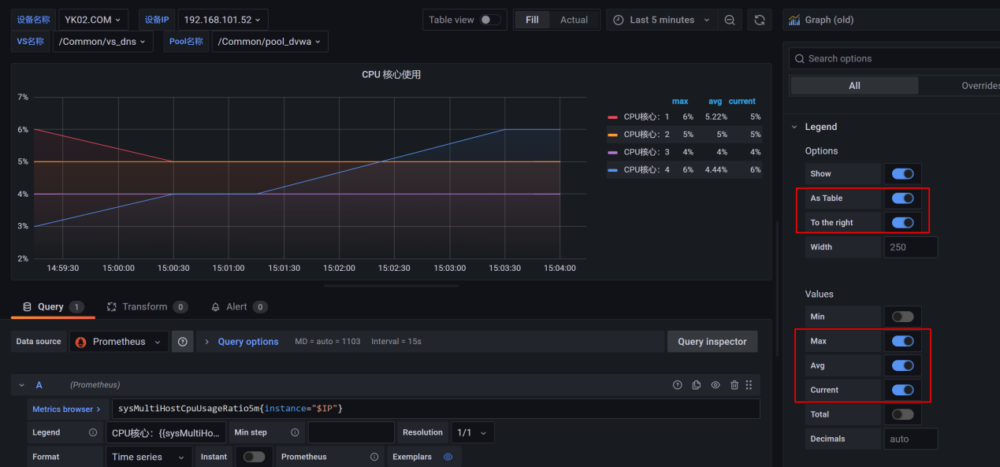 设备名称 YK02.COM 设备IP 192.168.101.52 Table view Fill Actual Last 5 minutes Graph (old)
VS名称 /Common/vs_dns Pool名称 /Common/pool_dvwa
Search options
All Overrides
CPU 核心使用
7%
6%
5%
4%
3%
2%
14:59:30 15:00:00 15:00:30 15:01:00 15:01:30 15:02:00 15:02:30 15:03:00 15:03:30 15:04:00
max avg current
CPU核心：1 6% 5.22% 5%
CPU核心：2 5% 5% 5%
CPU核心：3 4% 4% 4%
CPU核心：4 6% 4.44% 6%
Legend
Options
Show
As Table
To the right
Width 250
Values
Min
Max
Avg
Current
Total
Decimals auto
Query 1 Transform 0 Alert 0
Data source Prometheus Query options MD = auto = 1103 Interval = 15s Query inspector
A (Prometheus)
Metrics browser > sysMultiHostCpuUsageRatio5m{instance="$IP"}
Legend CPU核心：{{sysMultiHo... Min step Resolution 1/1
Format Time series Instant Prometheus Exemplars